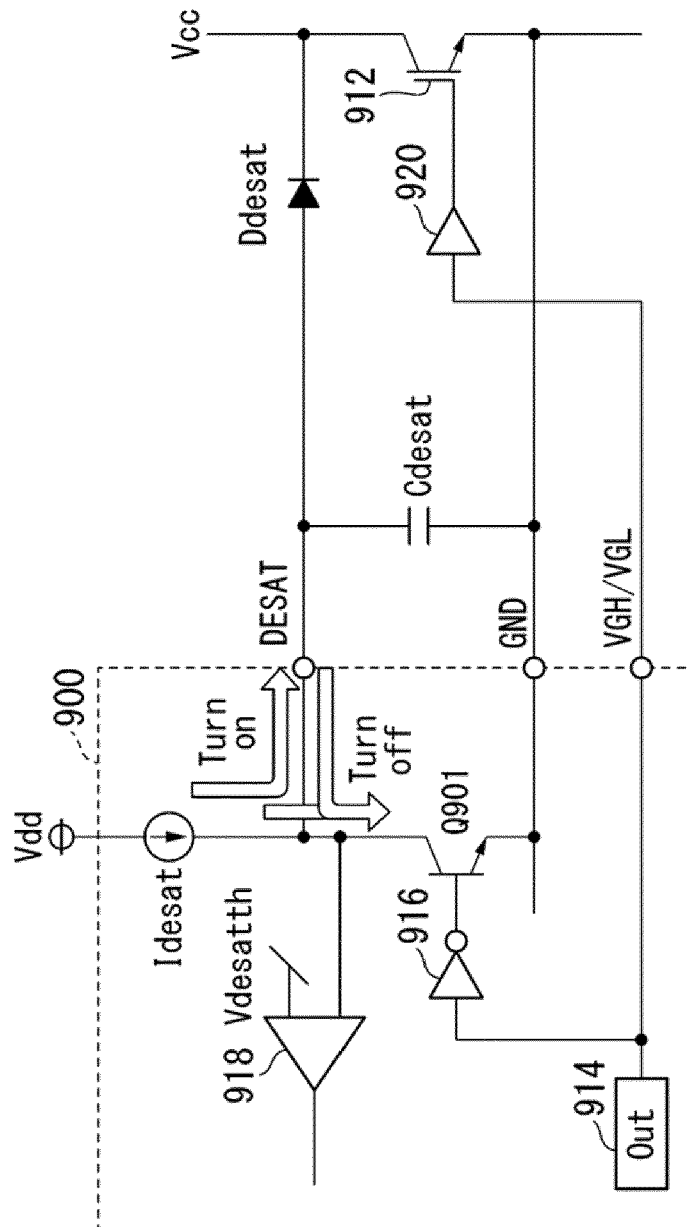 900
Vdd
Idesat
Vdesatth
918
Turn
on
Turn
off
DESAT
Ddesat
Vcc
Cdesat
912
920
916
Q901
GND
VGH/VGL
914
Out